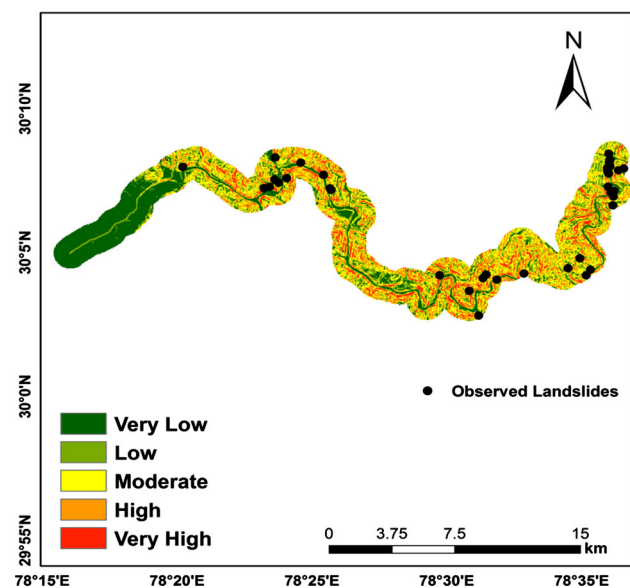 N
30°10'N
30°5'N
30°0'N
29°55'N
Observed Landslides
Very Low
Low
Moderate
High
Very High
0 3.75 7.5 15
km
78°15'E 78°20'E 78°25'E 78°30'E 78°35'E